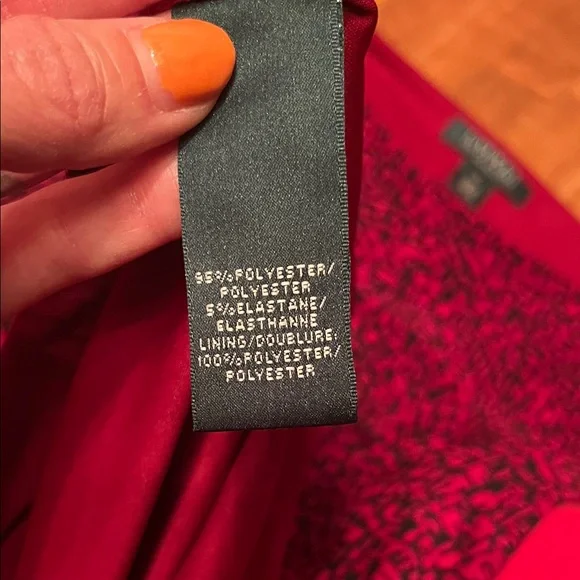 95%POLYESTER/
POLYESTER
5%ELASTANE/
ELASTHANNE
LINING/DOUBLURE:
100%POLYESTER/
POLYESTER